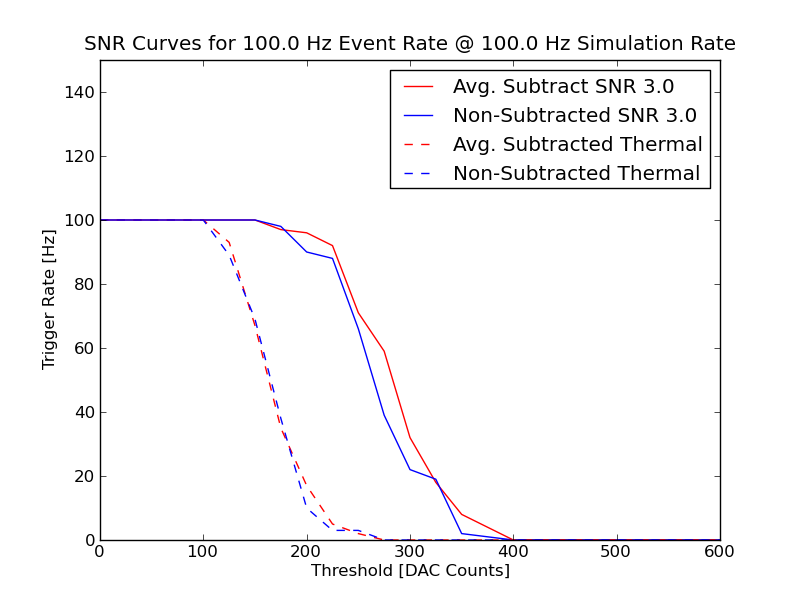 SNR Curves for 100.0 Hz Event Rate @ 100.0 Hz Simulation Rate
Avg. Subtract SNR 3.0
Non-Subtracted SNR 3.0
Avg. Subtracted Thermal
Non-Subtracted Thermal
Trigger Rate [Hz]
140
120
100
80
60
40
20
0
0 100 200 300 400 500 600
Threshold [DAC Counts]